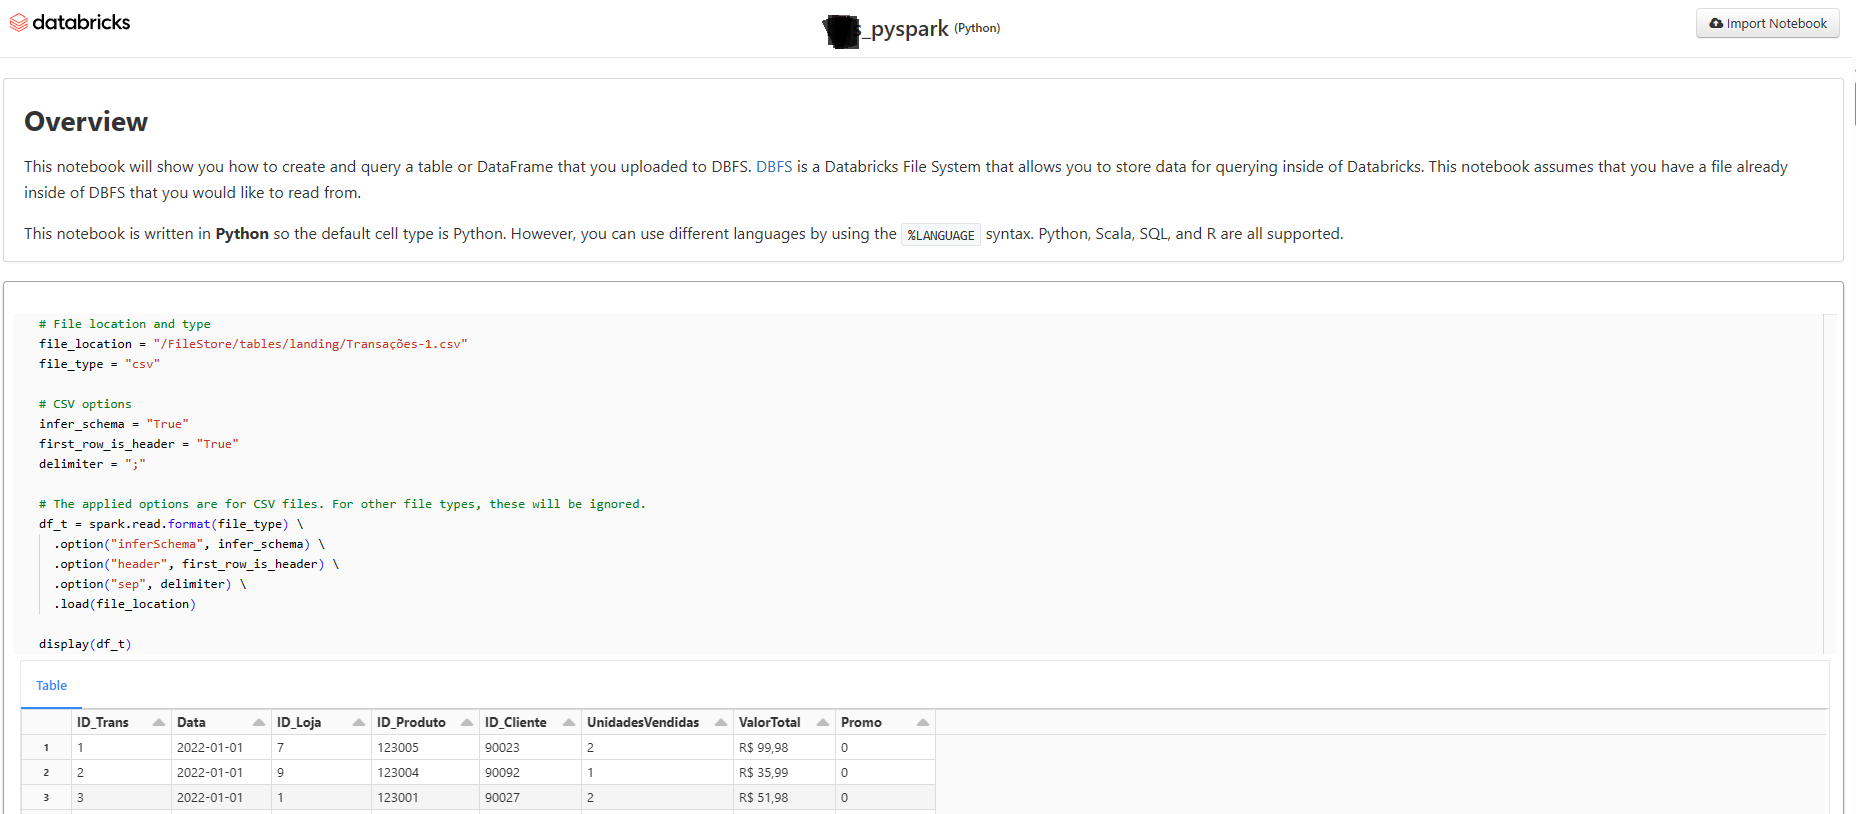 databricks
_pyspark (Python)
Import Notebook
Overview
This notebook will show you how to create and query a table or DataFrame that you uploaded to DBFS. DBFS is a Databricks File System that allows you to store data for querying inside of Databricks. This notebook assumes that you have a file already
inside of DBFS that you would like to read from.
This notebook is written in Python so the default cell type is Python. However, you can use different languages by using the %LANGUAGE syntax. Python, Scala, SQL, and R are all supported.
# File location and type
file_location = "/FileStore/tables/landing/Transações-1.csv"
file_type = "csv"
# CSV options
infer_schema = "True"
first_row_is_header = "True"
delimiter = ";"
# The applied options are for CSV files. For other file types, these will be ignored.
df_t = spark.read.format(file_type) \
.option("inferSchema", infer_schema) \
.option("header", first_row_is_header) \
.option("sep", delimiter) \
.load(file_location)
display(df_t)
Table
ID_Trans Data ID_Loja ID_Produto ID_Cliente UnidadesVendidas ValorTotal Promo
1 1 2022-01-01 7 123005 90023 2 R$ 99,98 0
2 2 2022-01-01 9 123004 90092 1 R$ 35,99 0
3 3 2022-01-01 1 123001 90027 2 R$ 51,98 0